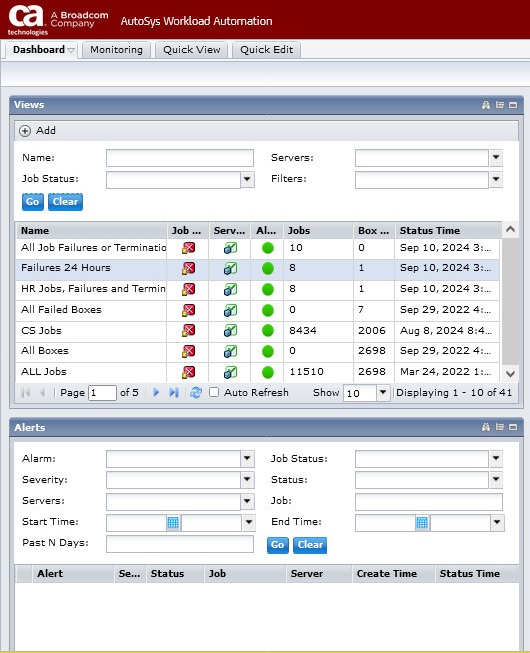 ca A Broadcom Company AutoSys Workload Automation
technologies
Dashboard Monitoring Quick View Quick Edit
Views
Add
Name: Servers:
Job Status: Filters:
Go Clear
Name Job ... Serv... Al... Jobs Box ... Status Time
All Job Failures or Terminatio 10 0 Sep 10, 2024 3:...
Failures 24 Hours 8 1 Sep 10, 2024 3:...
HR Jobs, Failures and Termin 8 1 Sep 10, 2024 3:...
All Failed Boxes 0 7 Sep 29, 2022 4:...
CS Jobs 8434 2006 Aug 8, 2024 8:4...
All Boxes 0 2698 Sep 29, 2022 4:...
ALL Jobs 11510 2698 Mar 24, 2022 1:...
Page 1 of 5 Auto Refresh Show 10 Displaying 1 - 10 of 41
Alerts
Alarm: Job Status:
Severity: Status:
Servers: Job:
Start Time: End Time:
Past N Days: Go Clear
Alert Se... Status Job Server Create Time Status Time